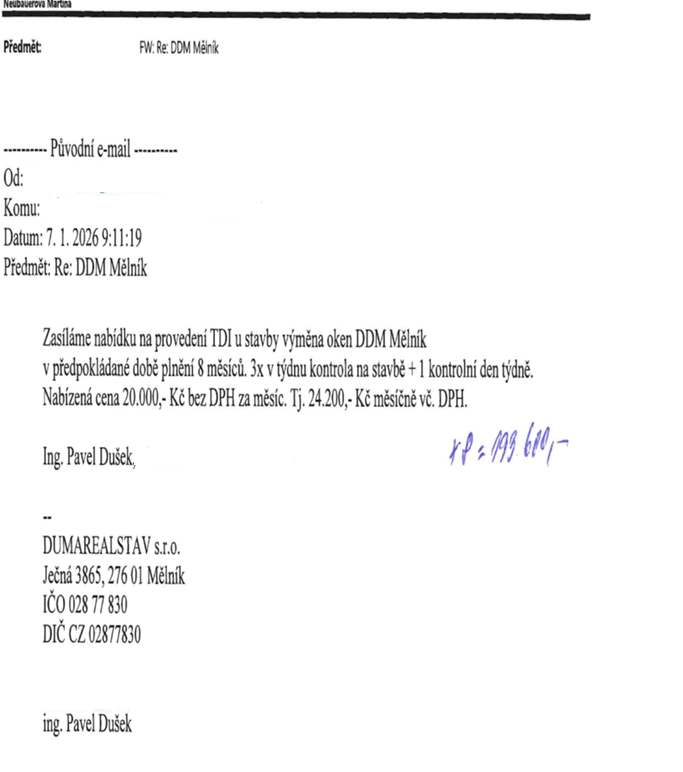 Neubauerová Martina
Předmět: FW: Re: DDM Mělník
---------- Původní e-mail ----------
Od:
Komu:
Datum: 7. 1. 2026 9:11:19
Předmět: Re: DDM Mělník
Zasíláme nabídku na provedení TDI u stavby výměna oken DDM Mělník
v předpokládané době plnění 8 měsíců. 3x v týdnu kontrola na stavbě + 1 kontrolní den týdně.
Nabízená cena 20.000,- Kč bez DPH za měsíc. Tj. 24.200,- Kč měsíčně vč. DPH.
x8 = 193 600,-
Ing. Pavel Dušek,
--
DUMAREALSTAV s.r.o.
Ječná 3865, 276 01 Mělník
IČO 028 77 830
DIČ CZ 02877830
ing. Pavel Dušek